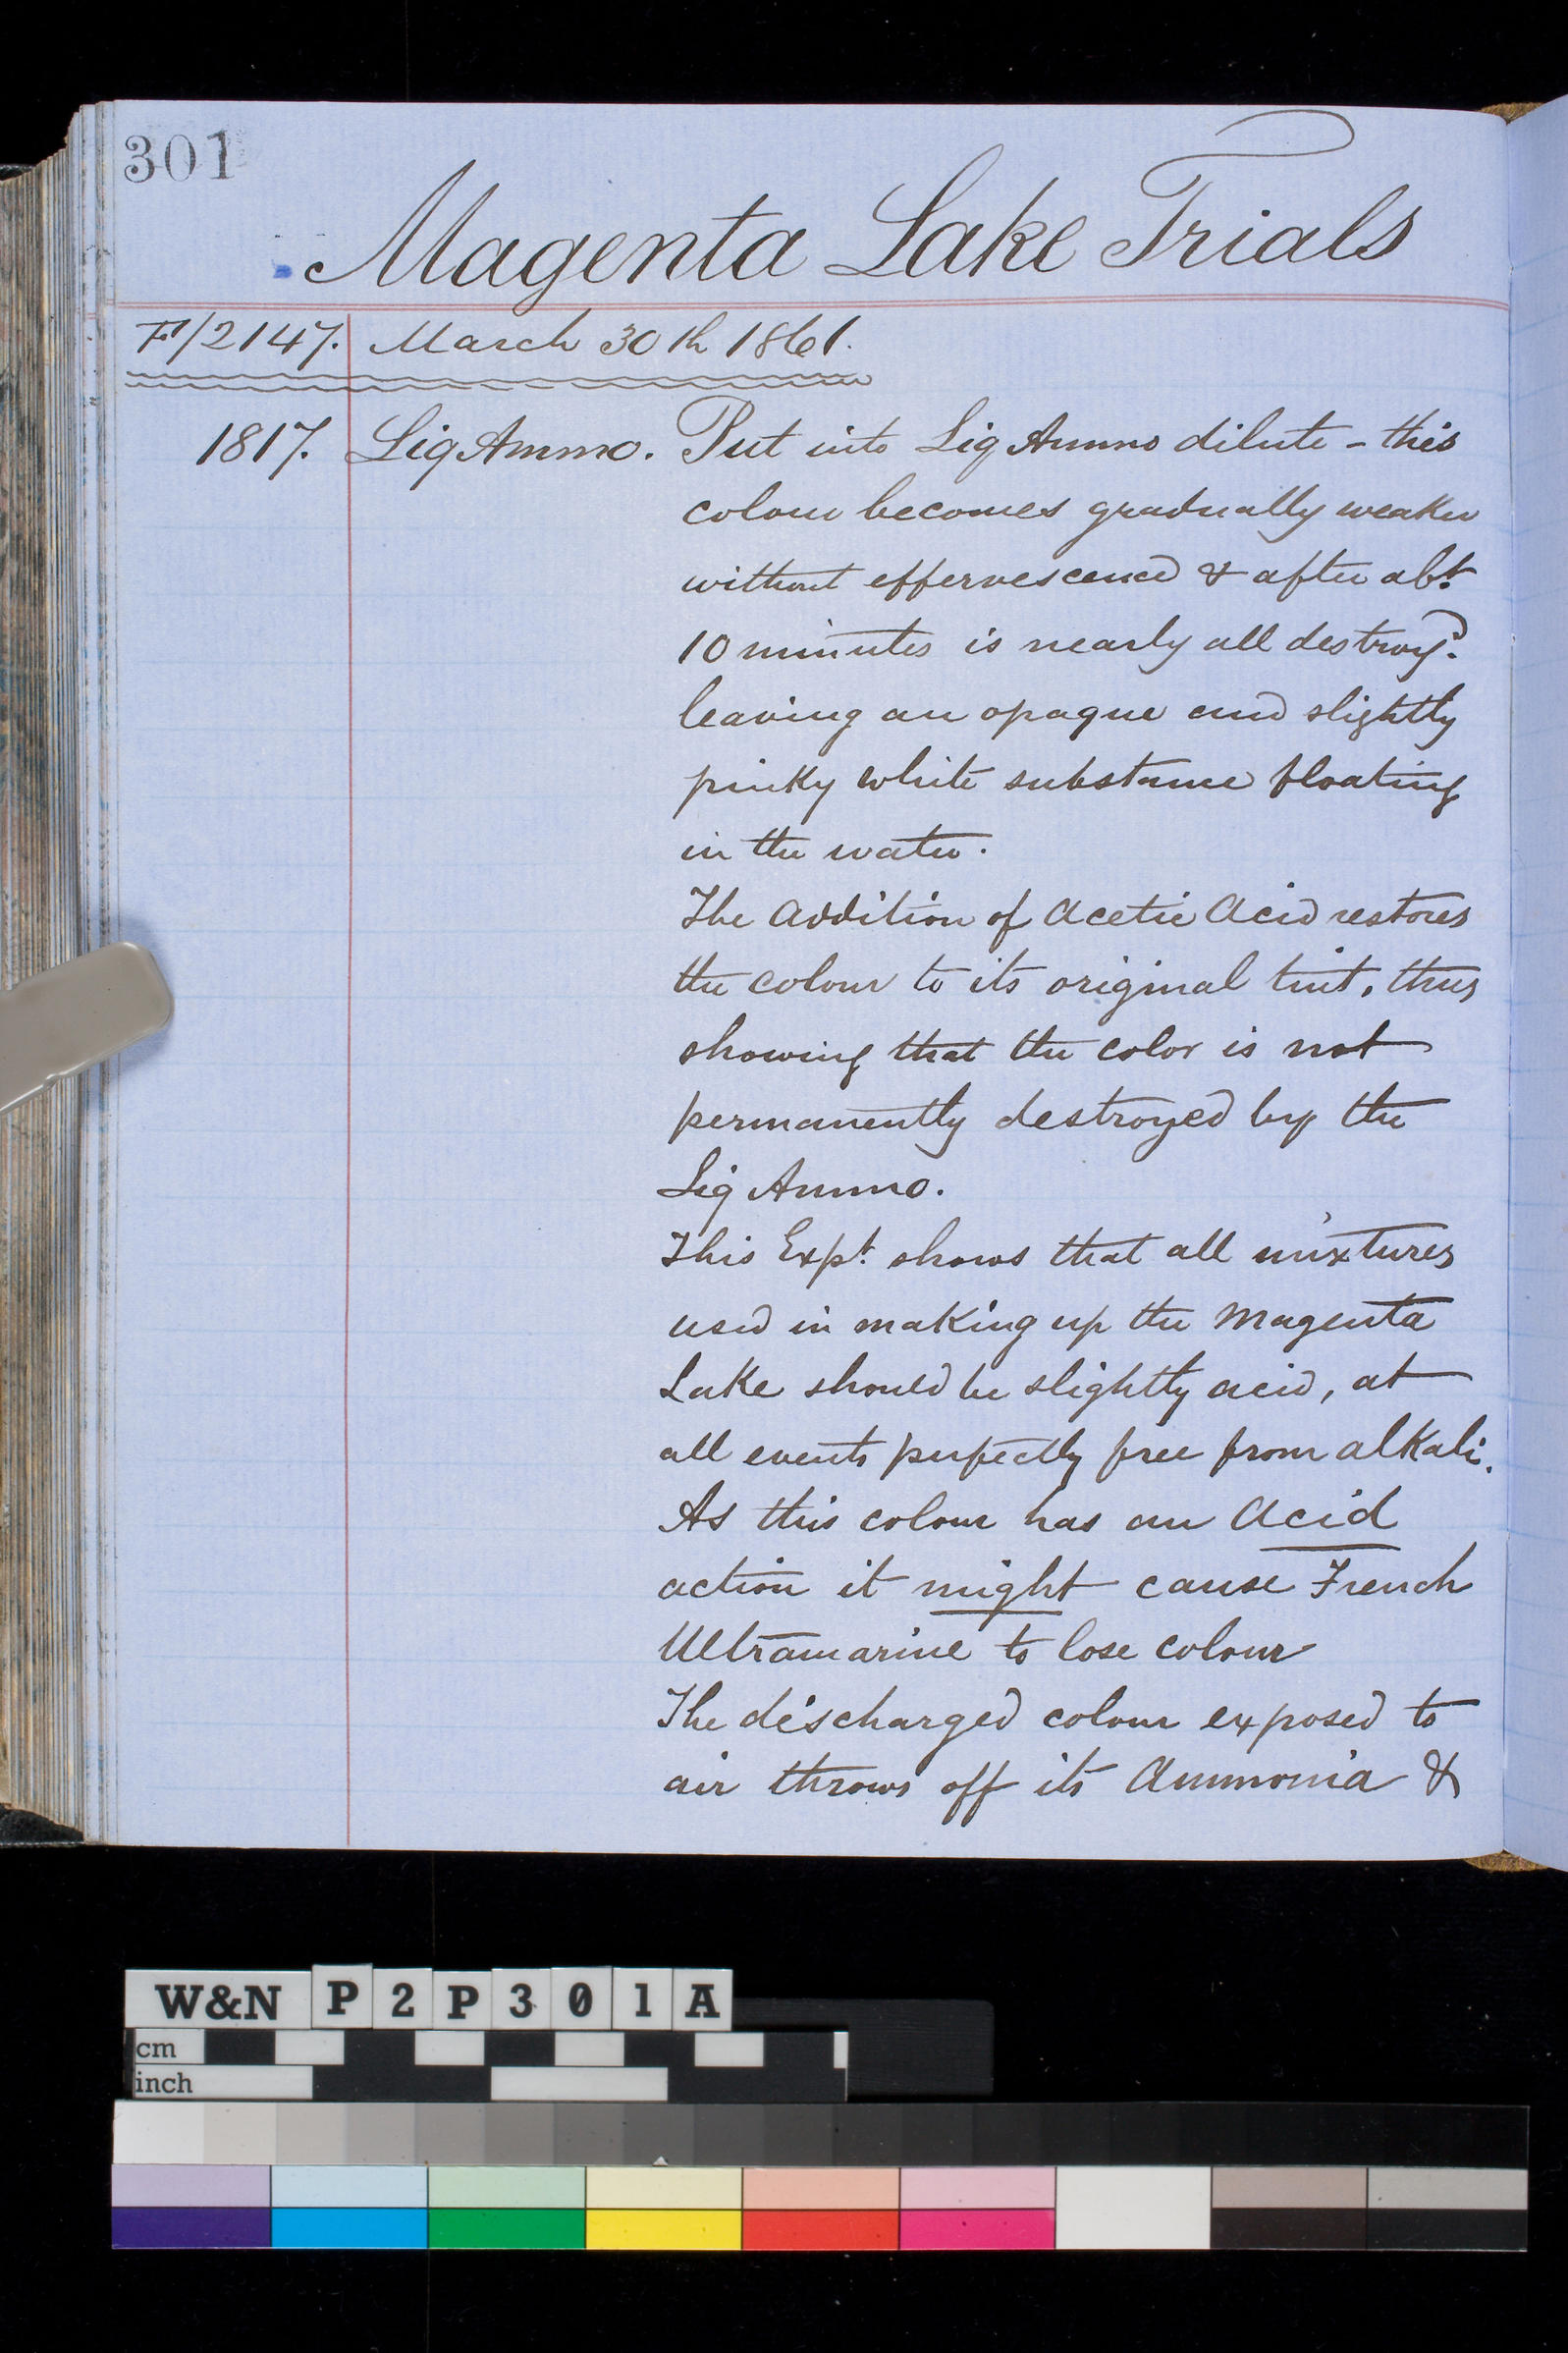 301
Magenta Lake Trials
F/2147. March 30th 1861.
1817. Liq Ammo. Put into Liq Ammo dilute - this
colour becomes gradually weaker
without effervescence & after abt.
10 minutes is nearly all destroyd.
leaving an opaque and slightly
pinky white substance floating
in the water.
The addition of Acetic Acid restores
the colour to its original tint, thus
showing that the color is not
permanently destroyed by the
Liq Ammo.
This Expt. shows that all mixtures
used in making up the Magenta
Lake should be slightly acid, at
all events perfectly free from alkali.
As this colour has an Acid
action it might cause French
Ultramarine to lose colour
The discharged colour exposed to
air throws off its Ammonia &
W&N P2P301A
cm
inch